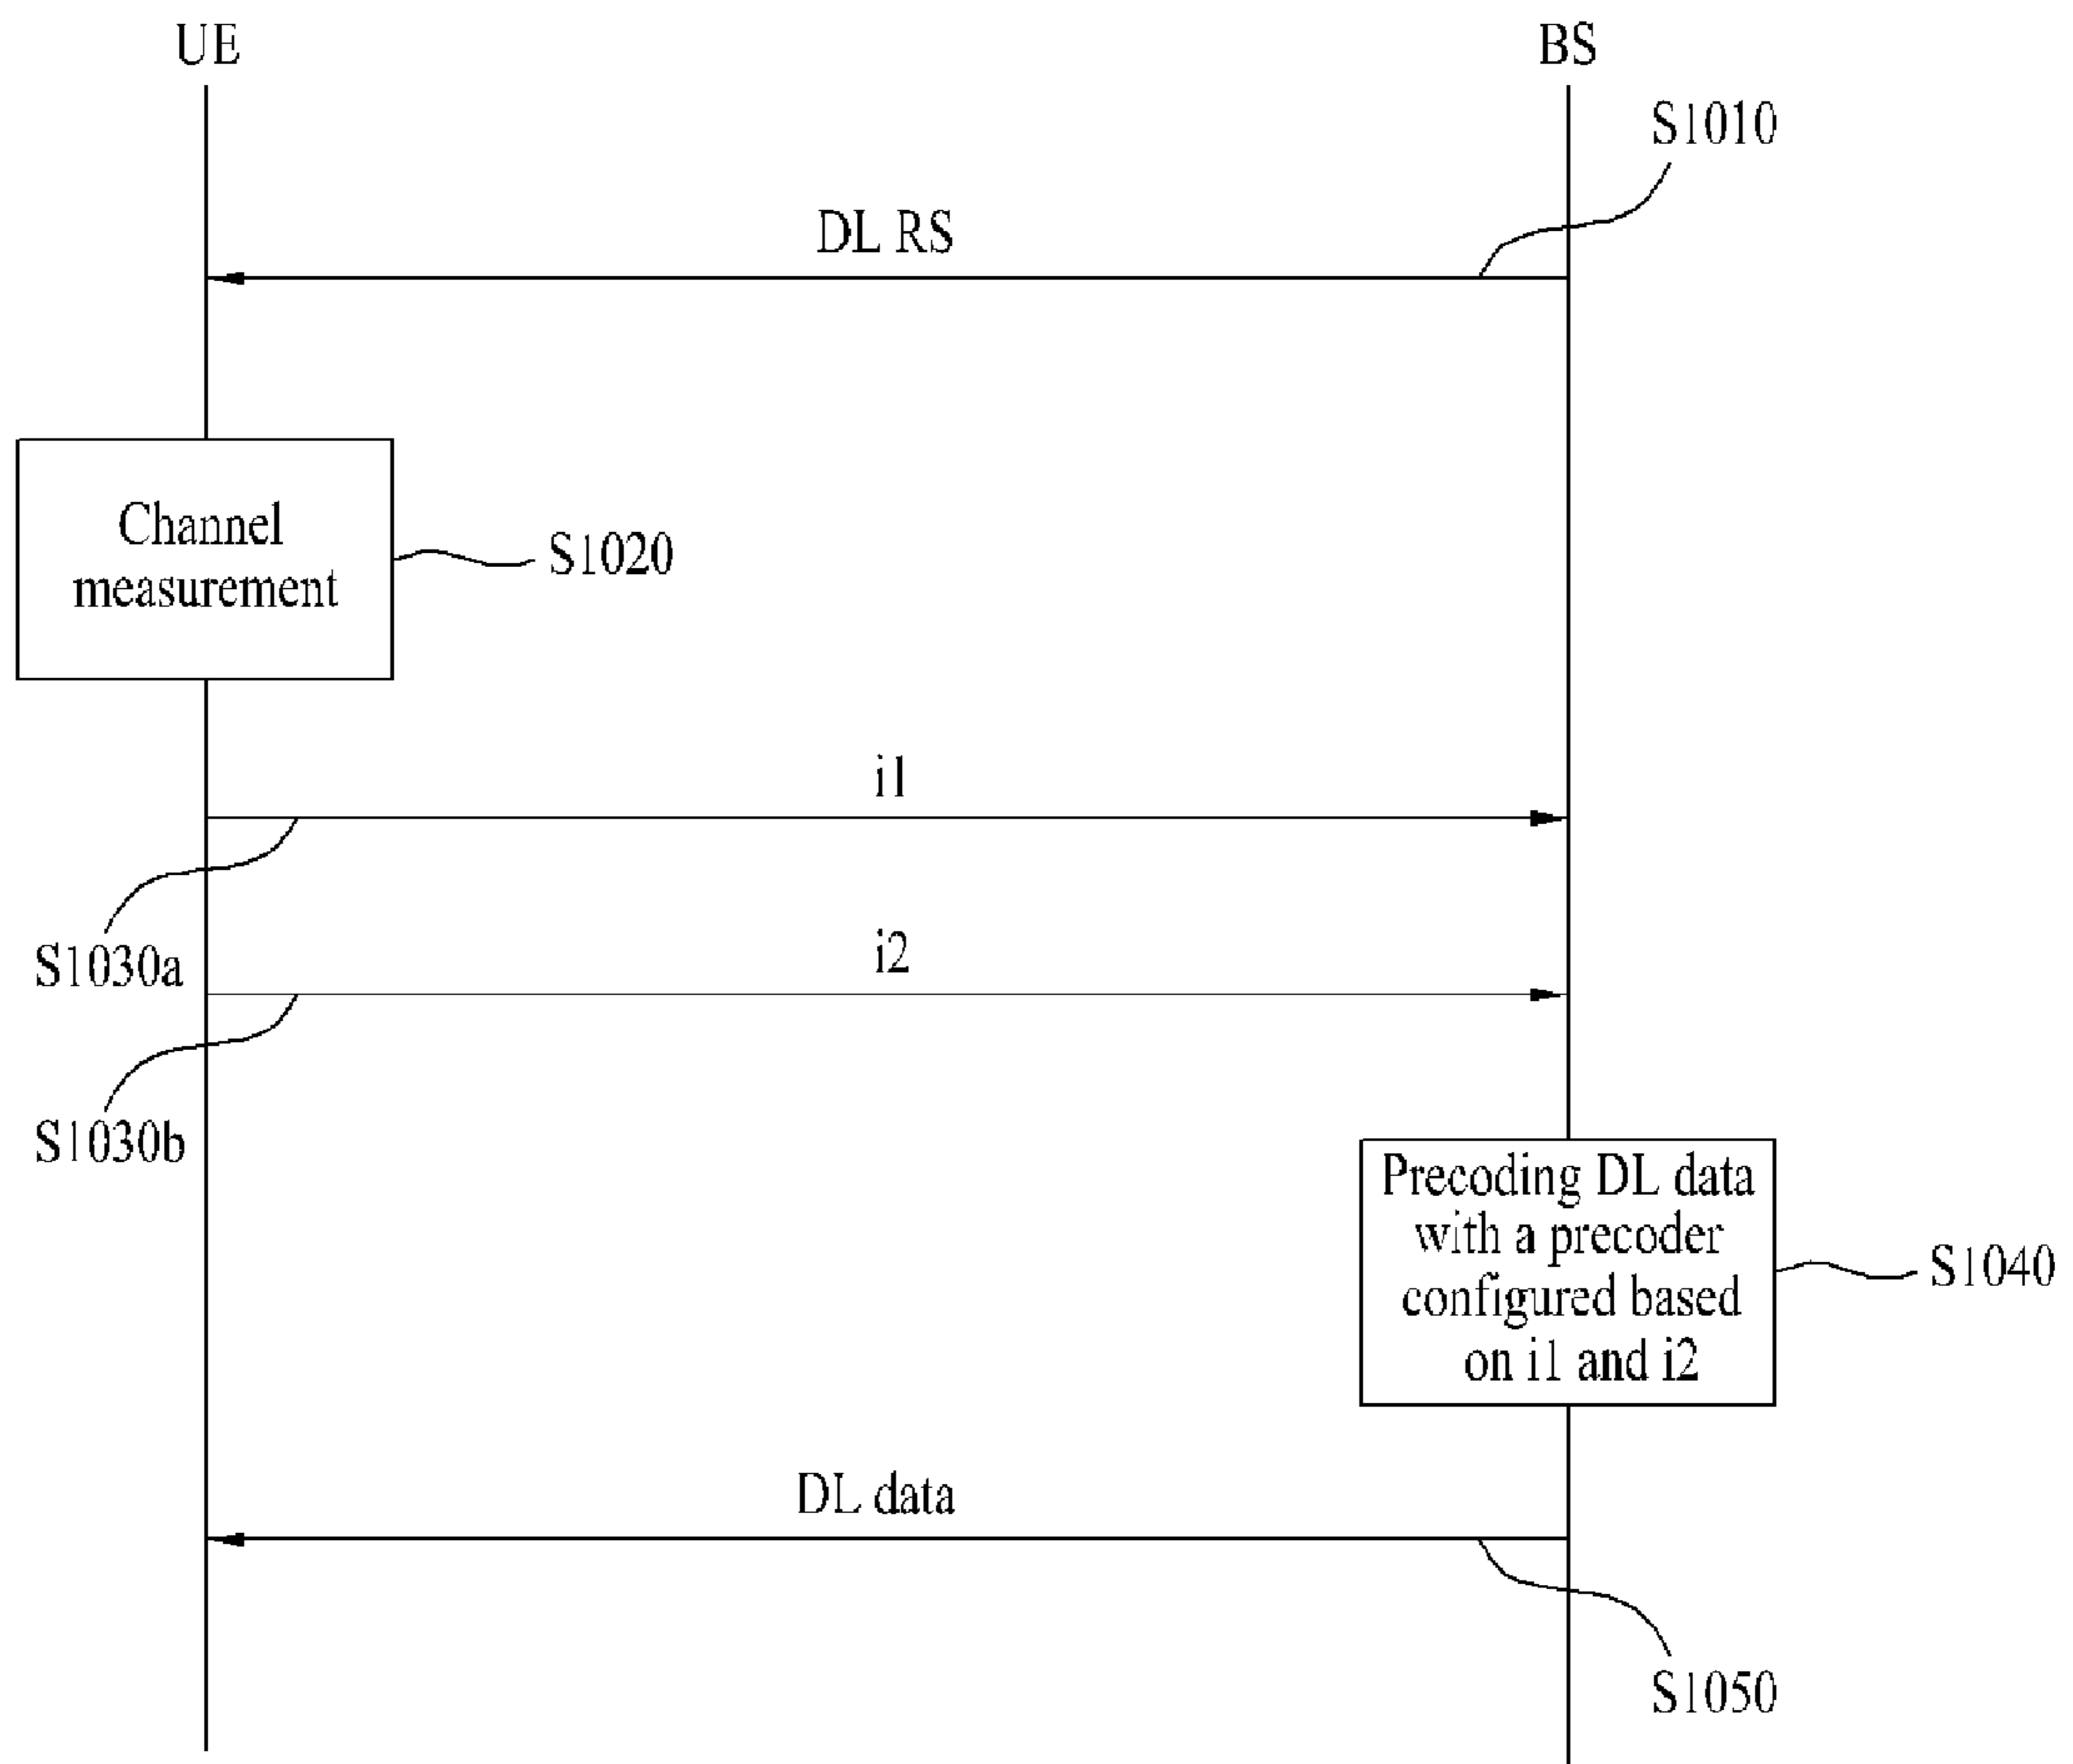 UE
BS
S1010
DL RS
Channel
measurement
S1020
i1
S1030a
i2
S1030b
Precoding DL data
with a precoder
configured based
on i1 and i2
S1040
DL data
S1050